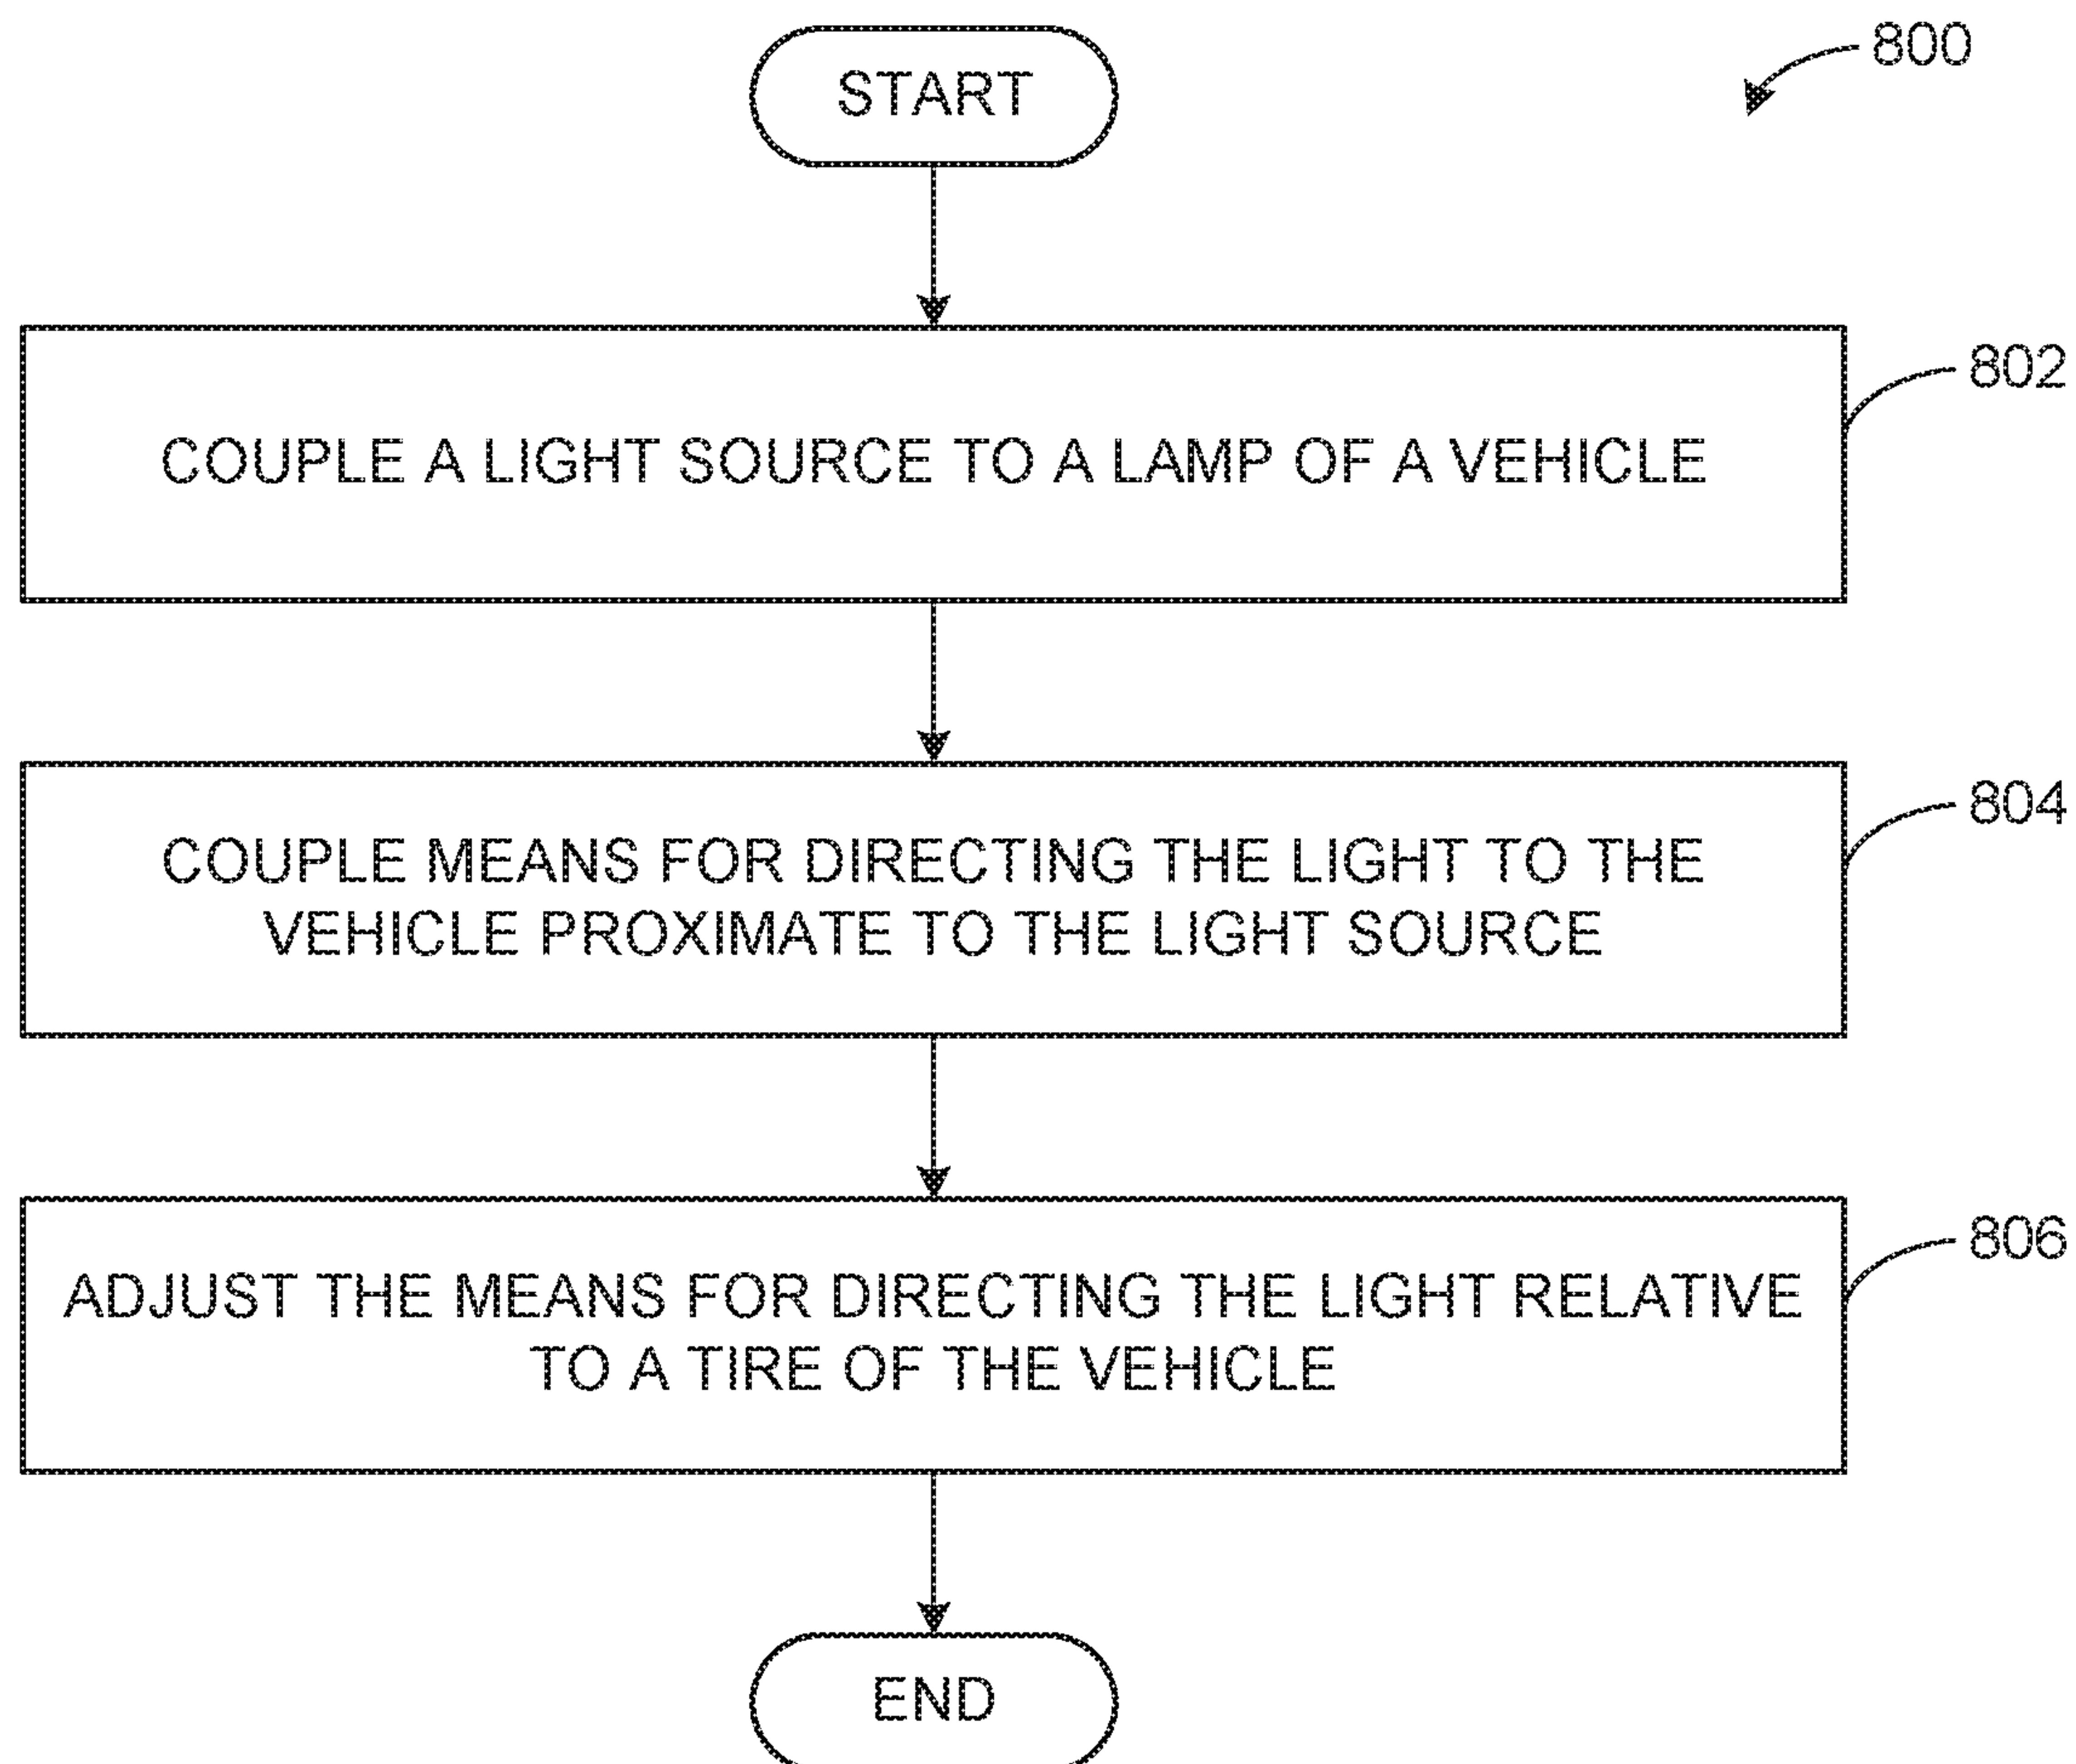 800
START
802
COUPLE A LIGHT SOURCE TO A LAMP OF A VEHICLE
804
COUPLE MEANS FOR DIRECTING THE LIGHT TO THE
VEHICLE PROXIMATE TO THE LIGHT SOURCE
806
ADJUST THE MEANS FOR DIRECTING THE LIGHT RELATIVE
TO A TIRE OF THE VEHICLE
END